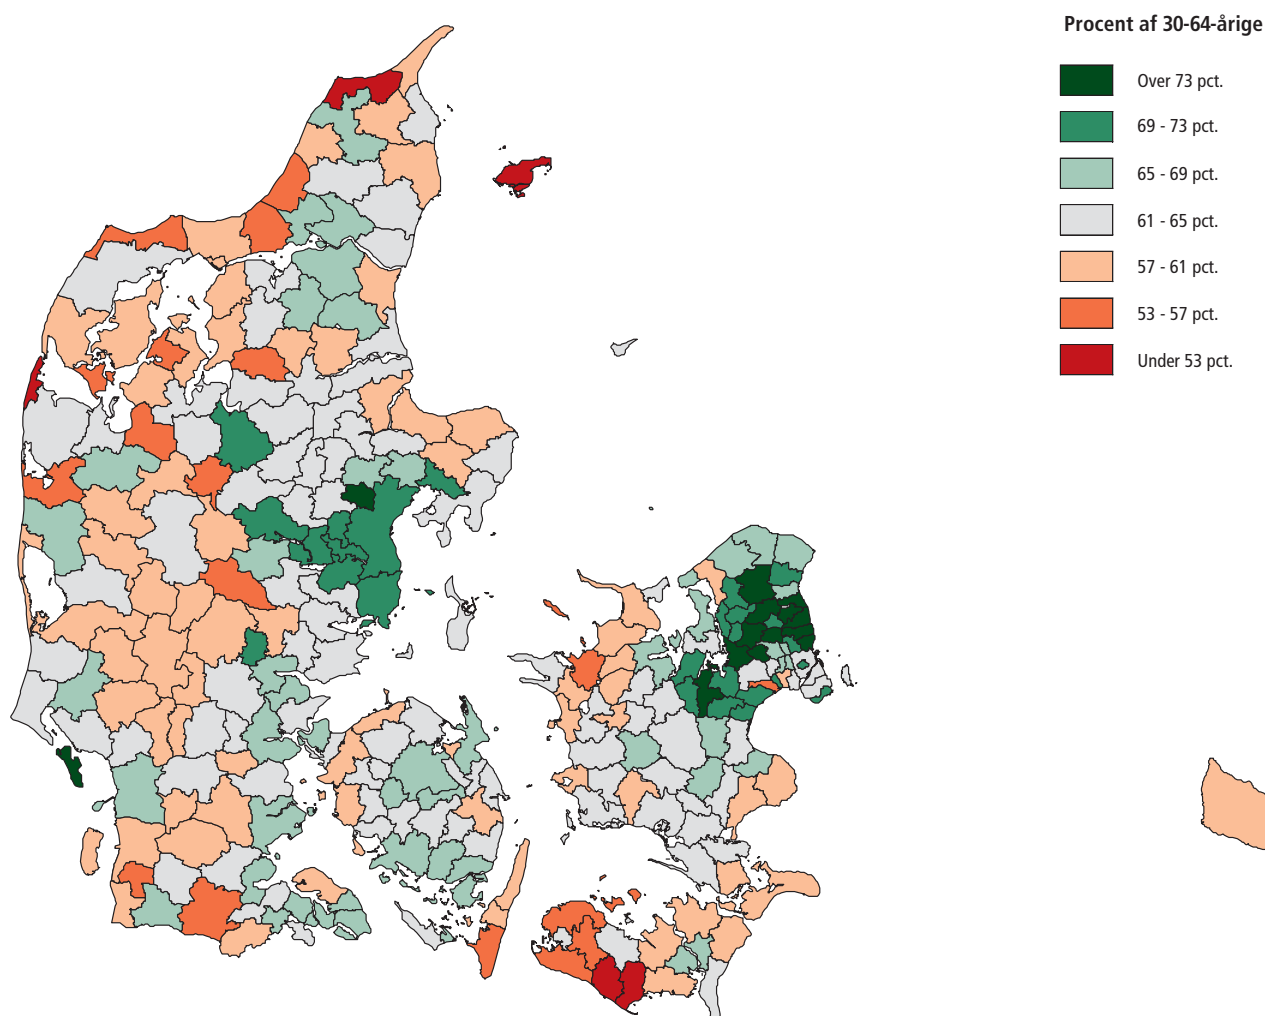 Procent af 30-64-årige
Over 73 pct.
69 - 73 pct.
65 - 69 pct.
61 - 65 pct.
57 - 61 pct.
53 - 57 pct.
Under 53 pct.